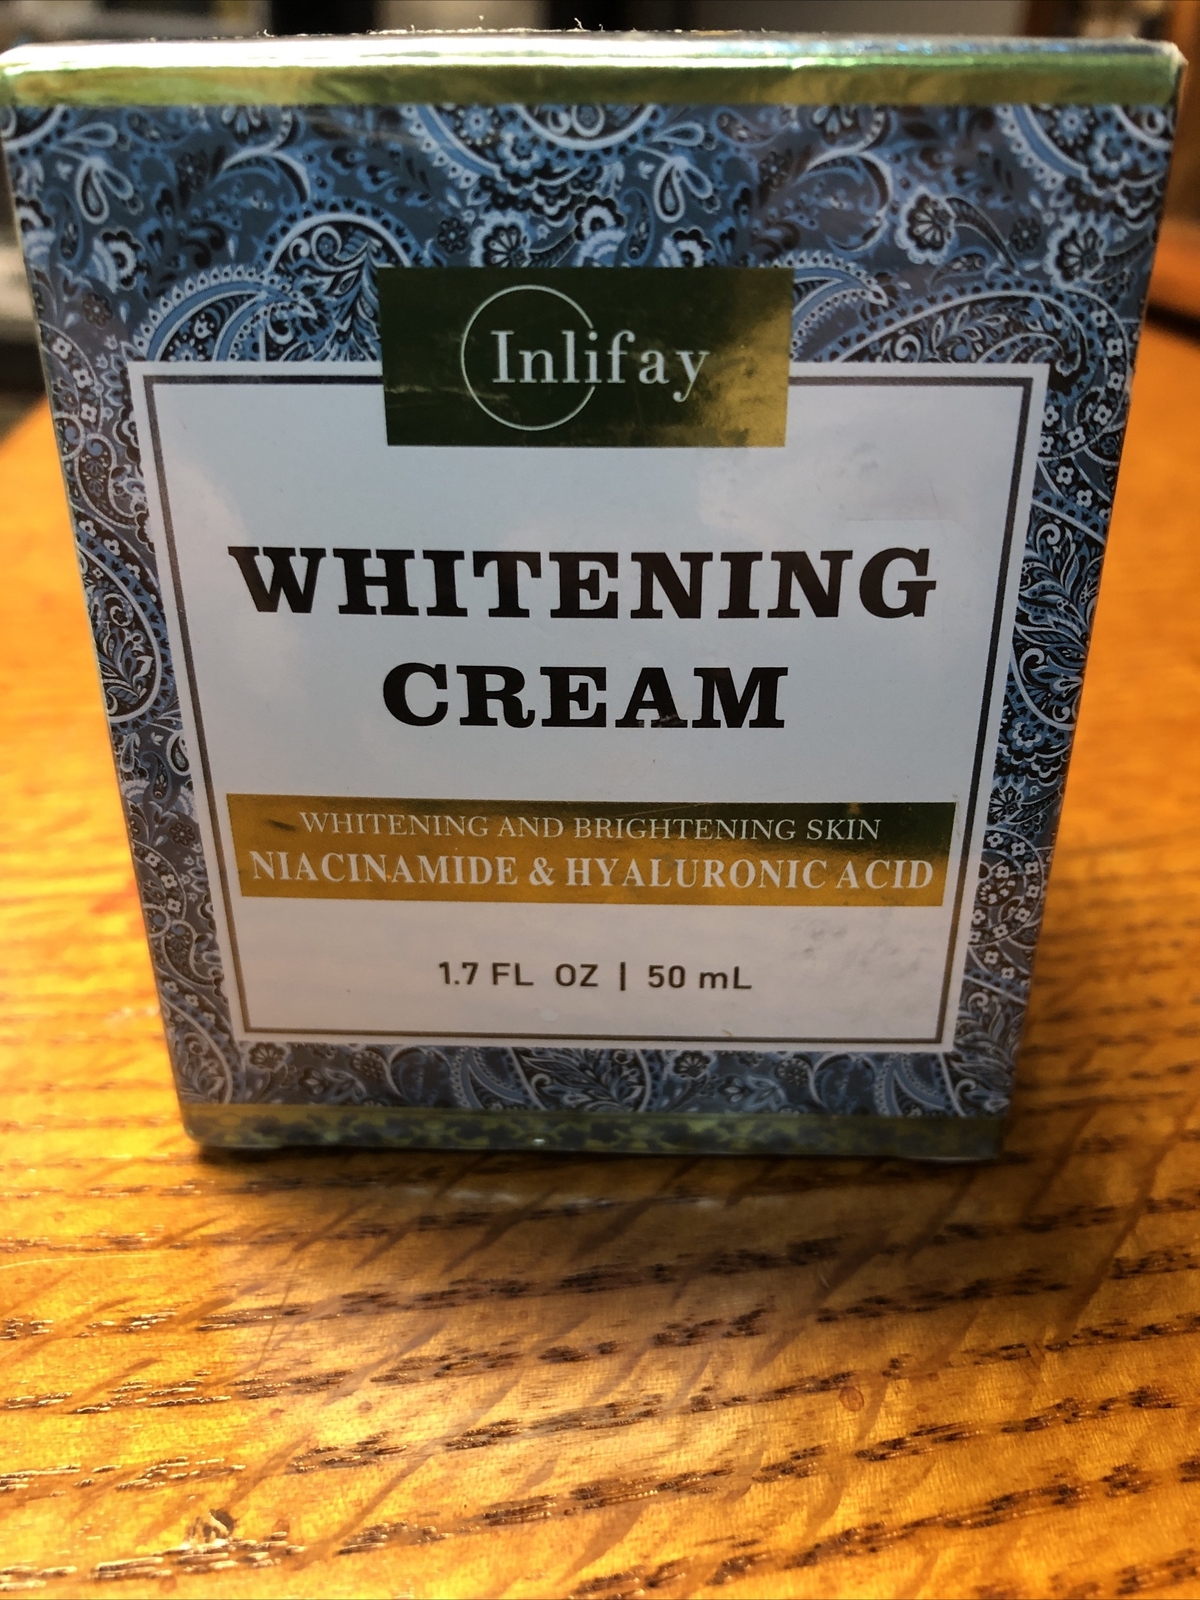 Inlifay
WHITENING
CREAM
WHITENING AND BRIGHTENING SKIN
NIACINAMIDE & HYALURONIC ACID
1.7 FL OZ | 50 mL